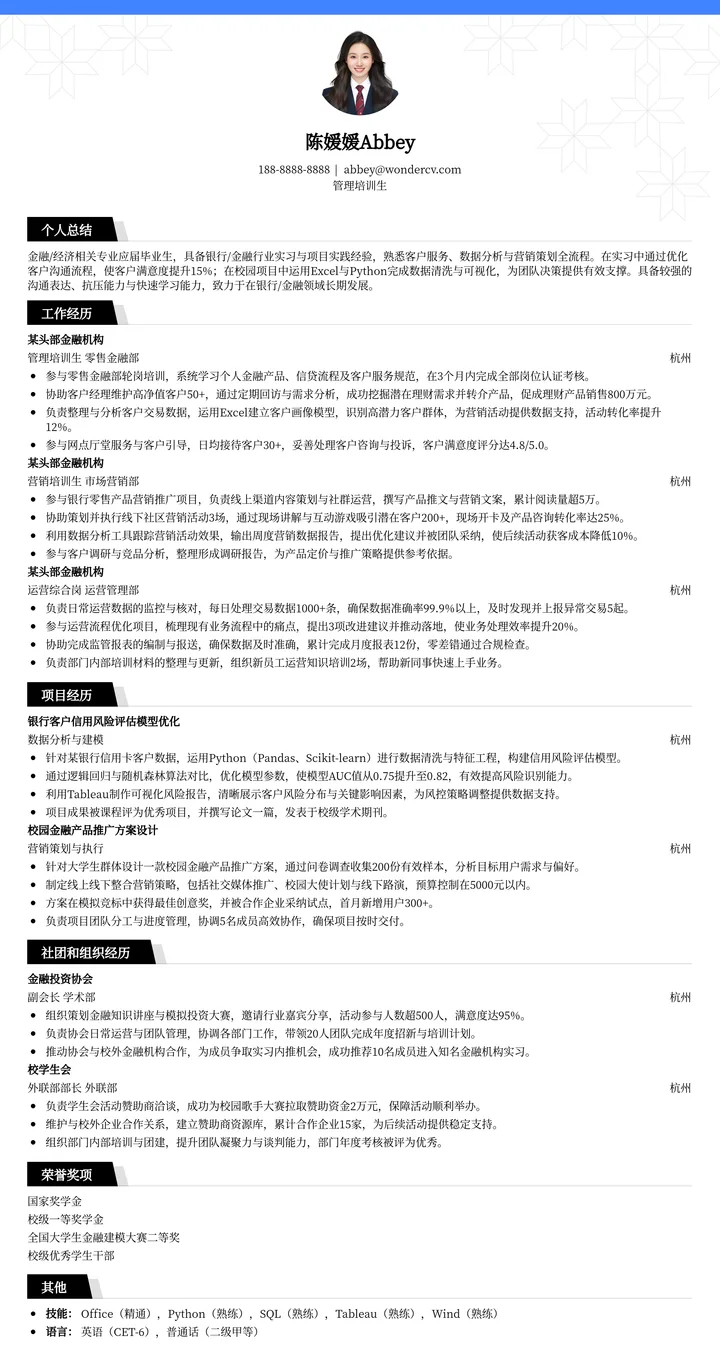 陈媛媛Abbey
188-8888-8888 | abbey@wondercv.com
管理培训生
个人总结
金融/经济相关专业应届毕业生，具备银行/金融行业实习与项目实践经验，熟悉客户服务、数据分析与营销策划全流程。在实习中通过优化
客户沟通流程，使客户满意度提升15%；在校园项目中运用Excel与Python完成数据清洗与可视化，为团队决策提供有效支撑。具备较强的
沟通表达、抗压能力与快速学习能力，致力于在银行/金融领域长期发展。
工作经历
某头部金融机构
管理培训生 零售金融部 杭州
• 参与零售金融部轮岗培训，系统学习个人金融产品、信贷流程及客户服务规范，在3个月内完成全部岗位认证考核。
• 协助客户经理维护高净值客户50+，通过定期回访与需求分析，成功挖掘潜在理财需求并转介产品，促成理财产品销售800万元。
• 负责整理与分析客户交易数据，运用Excel建立客户画像模型，识别高潜力客户群体，为营销活动提供数据支持，活动转化率提升
12%。
• 参与网点厅堂服务与客户引导，日均接待客户30+，妥善处理客户咨询与投诉，客户满意度评分达4.8/5.0。
某头部金融机构
营销培训生 市场营销部 杭州
• 参与银行零售产品营销推广项目，负责线上渠道内容策划与社群运营，撰写产品推文与营销文案，累计阅读量超5万。
• 协助策划并执行线下社区营销活动3场，通过现场讲解与互动游戏吸引潜在客户200+，现场开卡及产品咨询转化率达25%。
• 利用数据分析工具跟踪营销活动效果，输出周度营销数据报告，提出优化建议并被团队采纳，使后续活动获客成本降低10%。
• 参与客户调研与竞品分析，整理形成调研报告，为产品定价与推广策略提供参考依据。
某头部金融机构
运营综合岗 运营管理部 杭州
• 负责日常运营数据的监控与核对，每日处理交易数据1000+条，确保数据准确率99.9%以上，及时发现并上报异常交易5起。
• 参与运营流程优化项目，梳理现有业务流程中的痛点，提出3项改进建议并推动落地，使业务处理效率提升20%。
• 协助完成监管报表的编制与报送，确保数据及时准确，累计完成月度报表12份，零差错通过合规检查。
• 负责部门内部培训材料的整理与更新，组织新员工运营知识培训2场，帮助新同事快速上手业务。
项目经历
银行客户信用风险评估模型优化
数据分析与建模 杭州
• 针对某银行信用卡客户数据，运用Python（Pandas、Scikit-learn）进行数据清洗与特征工程，构建信用风险评估模型。
• 通过逻辑回归与随机森林算法对比，优化模型参数，使模型AUC值从0.75提升至0.82，有效提高风险识别能力。
• 利用Tableau制作可视化风险报告，清晰展示客户风险分布与关键影响因素，为风控策略调整提供数据支持。
• 项目成果被课程评为优秀项目，并撰写论文一篇，发表于校级学术期刊。
校园金融产品推广方案设计
营销策划与执行 杭州
• 针对大学生群体设计一款校园金融产品推广方案，通过问卷调查收集200份有效样本，分析目标用户需求与偏好。
• 制定线上线下整合营销策略，包括社交媒体推广、校园大使计划与线下路演，预算控制在5000元以内。
• 方案在模拟竞标中获得最佳创意奖，并被合作企业采纳试点，首月新增用户300+。
• 负责项目团队分工与进度管理，协调5名成员高效协作，确保项目按时交付。
社团和组织经历
金融投资协会
副会长 学术部 杭州
• 组织策划金融知识讲座与模拟投资大赛，邀请行业嘉宾分享，活动参与人数超500人，满意度达95%。
• 负责协会日常运营与团队管理，协调各部门工作，带领20人团队完成年度招新与培训计划。
• 推动协会与校外金融机构合作，为成员争取实习内推机会，成功推荐10名成员进入知名金融机构实习。
校学生会
外联部部长 外联部 杭州
• 负责学生会活动赞助商洽谈，成功为校园歌手大赛拉取赞助资金2万元，保障活动顺利举办。
• 维护与校外企业合作关系，建立赞助商资源库，累计合作企业15家，为后续活动提供稳定支持。
• 组织部门内部培训与团建，提升团队凝聚力与谈判能力，部门年度考核被评为优秀。
荣誉奖项
国家奖学金
校级一等奖学金
全国大学生金融建模大赛二等奖
校级优秀学生干部
其他
• 技能： Office（精通），Python（熟练），SQL（熟练），Tableau（熟练），Wind（熟练）
• 语言： 英语（CET-6），普通话（二级甲等）